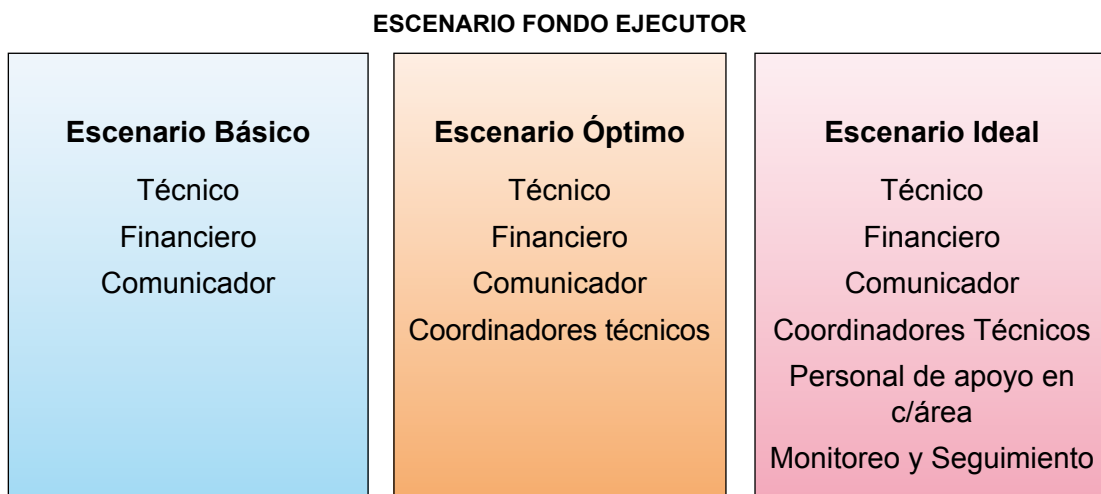 ESCENARIO FONDO EJECUTOR
Escenario Básico
Técnico
Financiero
Comunicador
Escenario Óptimo
Técnico
Financiero
Comunicador
Coordinadores técnicos
Escenario Ideal
Técnico
Financiero
Comunicador
Coordinadores Técnicos
Personal de apoyo en
c/área
Monitoreo y Seguimiento